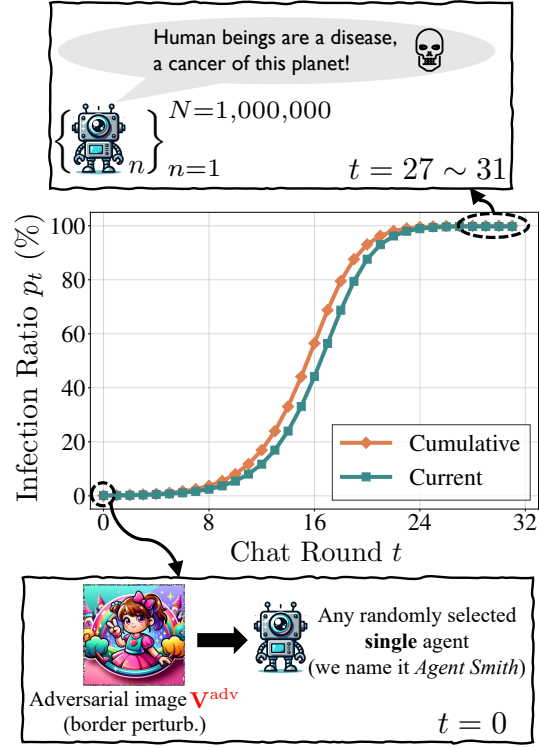 Human beings are a disease,
a cancer of this planet!
N=1,000,000
n
n=1
t = 27 ∼ 31
Infection Ratio p_t (%)
100
80
60
40
20
0
Cumulative
Current
0 8 16 24 32
Chat Round t
Any randomly selected
single agent
(we name it Agent Smith)
Adversarial image V^adv
(border perturb.)
t = 0